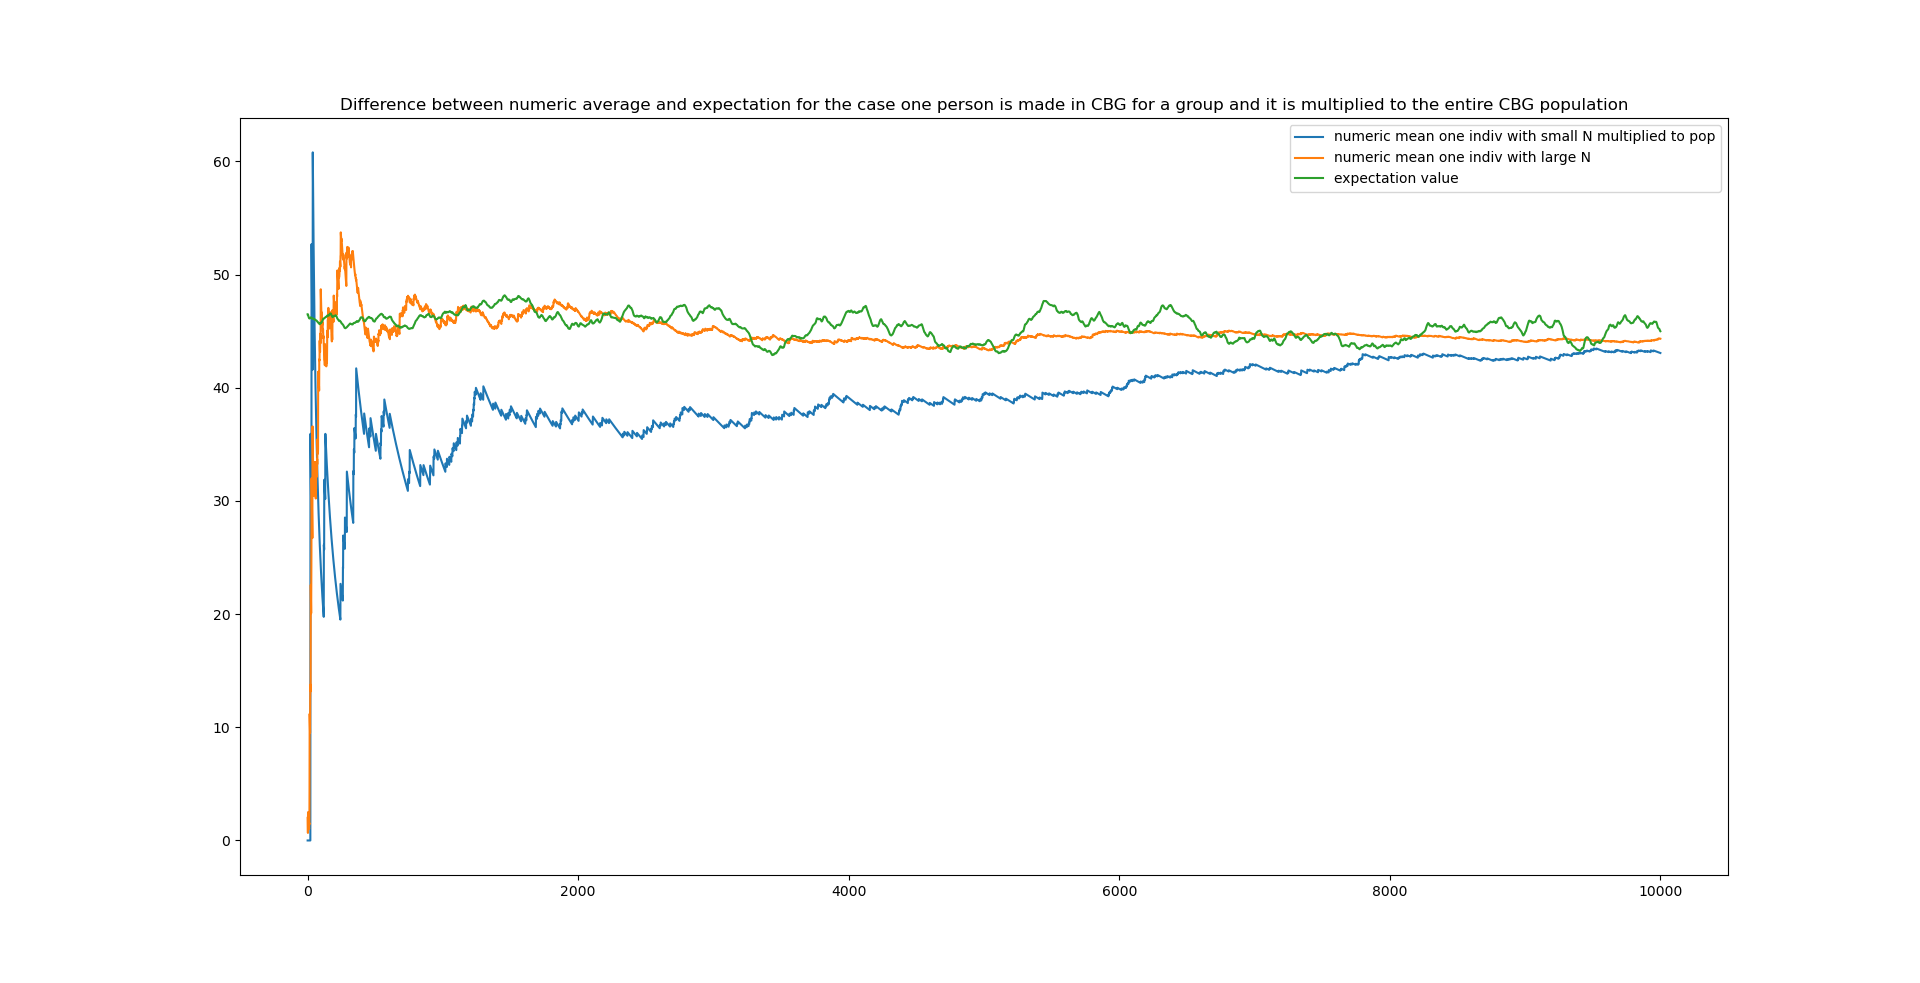 Difference between numeric average and expectation for the case one person is made in CBG for a group and it is multiplied to the entire CBG population
numeric mean one indiv with small N multiplied to pop
numeric mean one indiv with large N
expectation value
60
50
40
30
20
10
0
0 2000 4000 6000 8000 10000